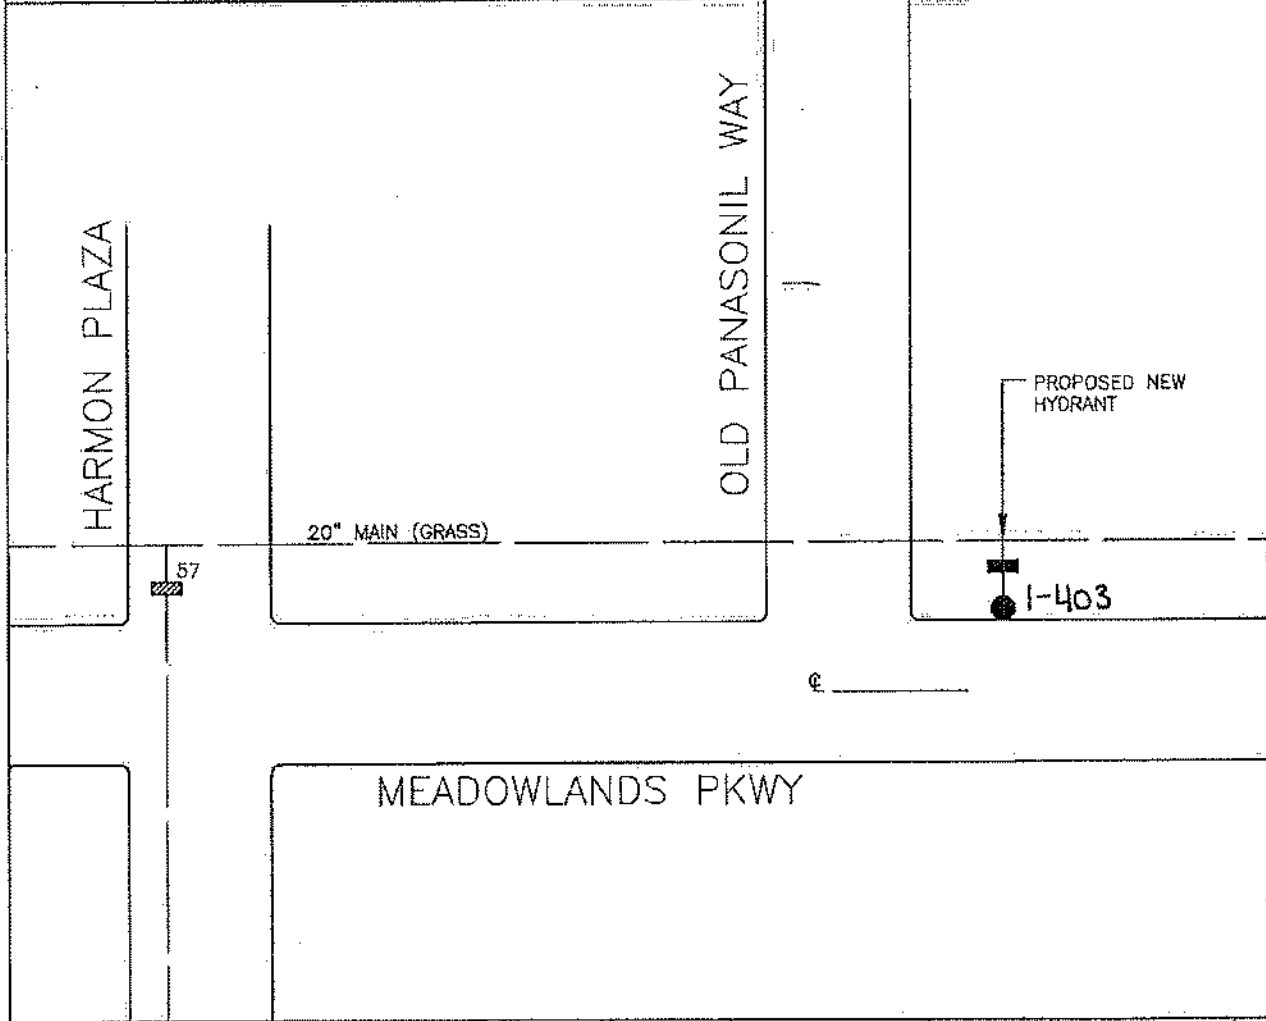 HARMON PLAZA
OLD PANASONIL WAY
PROPOSED NEW
HYDRANT
20" MAIN (GRASS)
57
1-403
℄
MEADOWLANDS PKWY